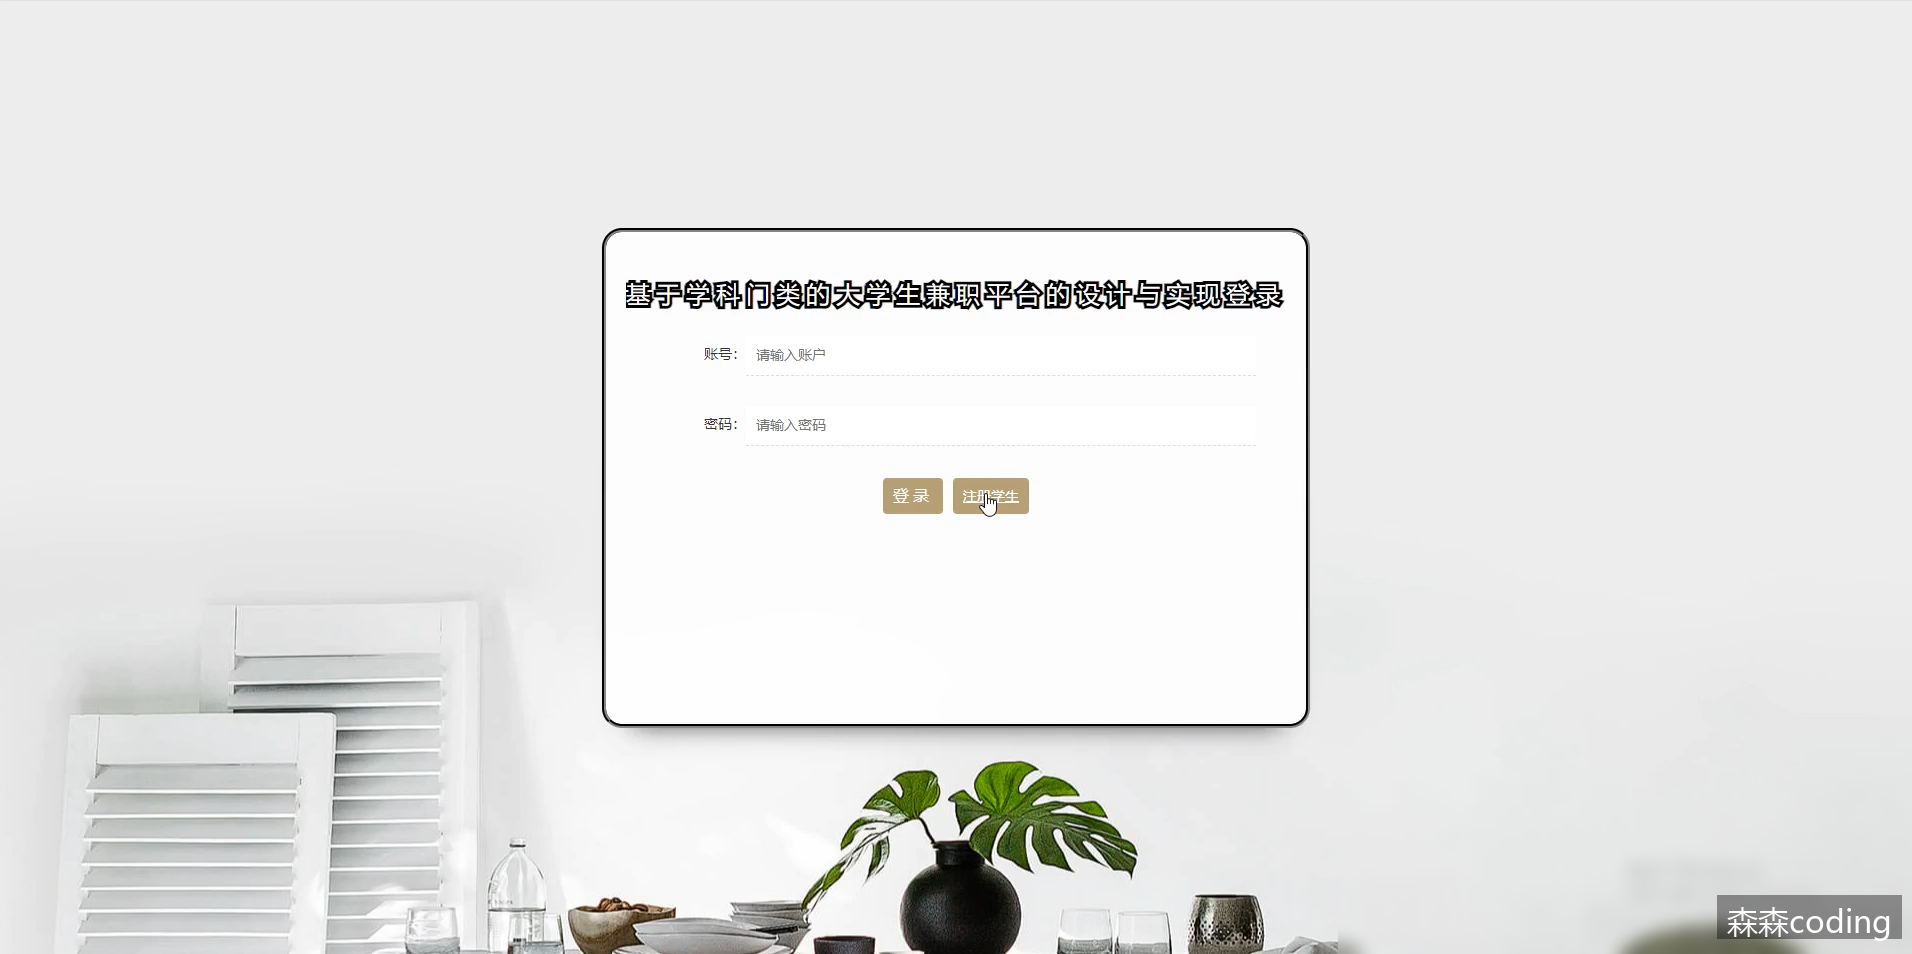 基于学科门类的大学生兼职平台的设计与实现登录
账号： 请输入账户
密码： 请输入密码
登录 注册学生
森森coding